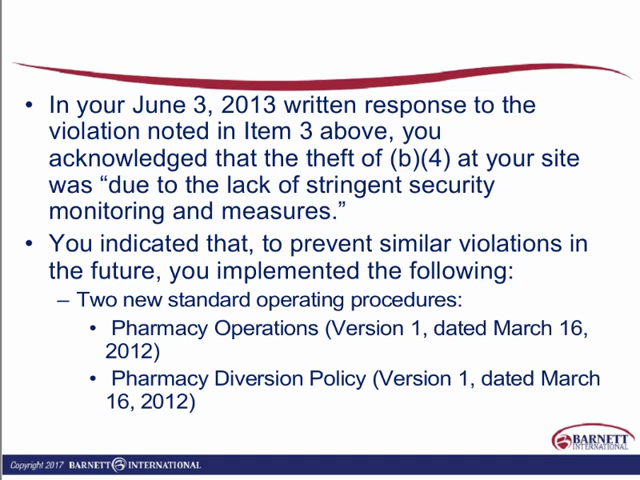 • In your June 3, 2013 written response to the
violation noted in Item 3 above, you
acknowledged that the theft of (b)(4) at your site
was “due to the lack of stringent security
monitoring and measures.”
• You indicated that, to prevent similar violations in
the future, you implemented the following:
– Two new standard operating procedures:
• Pharmacy Operations (Version 1, dated March 16,
2012)
• Pharmacy Diversion Policy (Version 1, dated March
16, 2012)
BARNETT
INTERNATIONAL
Copyright 2017 BARNETT INTERNATIONAL